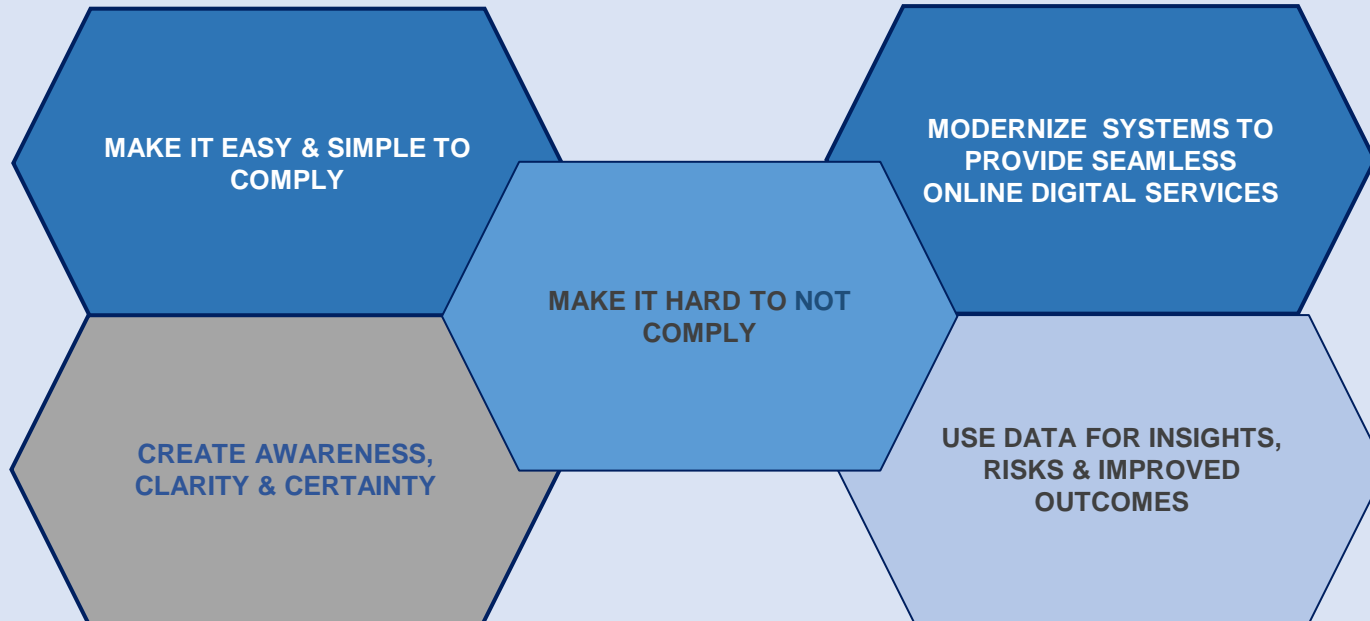 MAKE IT EASY & SIMPLE TO
COMPLY
MODERNIZE SYSTEMS TO
PROVIDE SEAMLESS
ONLINE DIGITAL SERVICES
MAKE IT HARD TO NOT
COMPLY
CREATE AWARENESS,
CLARITY & CERTAINTY
USE DATA FOR INSIGHTS,
RISKS & IMPROVED
OUTCOMES